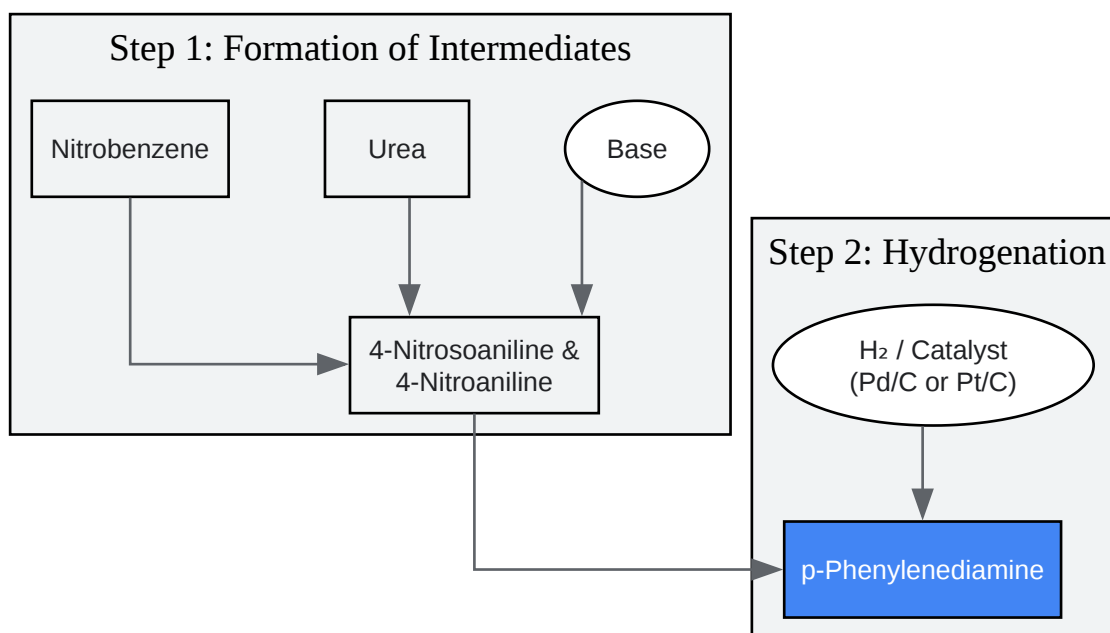 Step 1: Formation of Intermediates
Nitrobenzene
Urea
Base
4-Nitrosoaniline &
4-Nitroaniline
Step 2: Hydrogenation
H₂ / Catalyst
(Pd/C or Pt/C)
p-Phenylenediamine